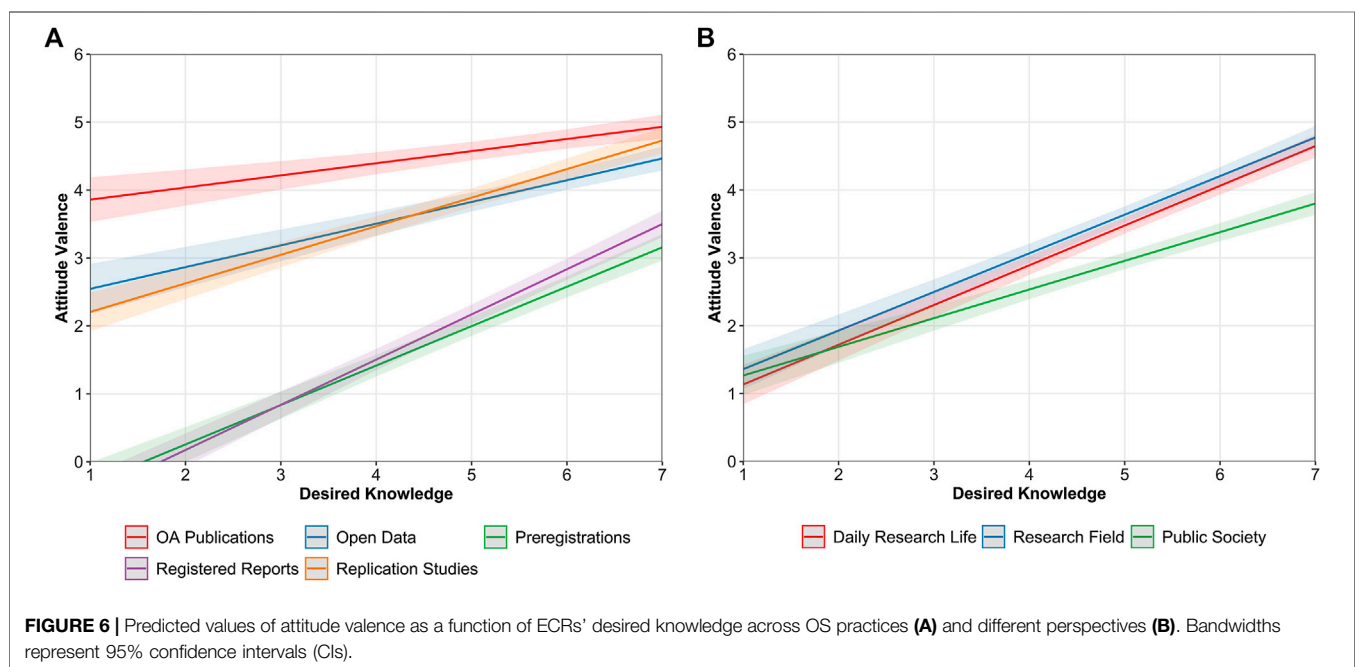 A
6
5
4
3
2
1
0
Attitude Valence
1 2 3 4 5 6 7
Desired Knowledge
OA Publications Open Data Preregistrations
Registered Reports Replication Studies
B
6
5
4
3
2
1
0
Attitude Valence
1 2 3 4 5 6 7
Desired Knowledge
Daily Research Life Research Field Public Society
FIGURE 6 | Predicted values of attitude valence as a function of ECRs’ desired knowledge across OS practices (A) and different perspectives (B). Bandwidths
represent 95% confidence intervals (CIs).